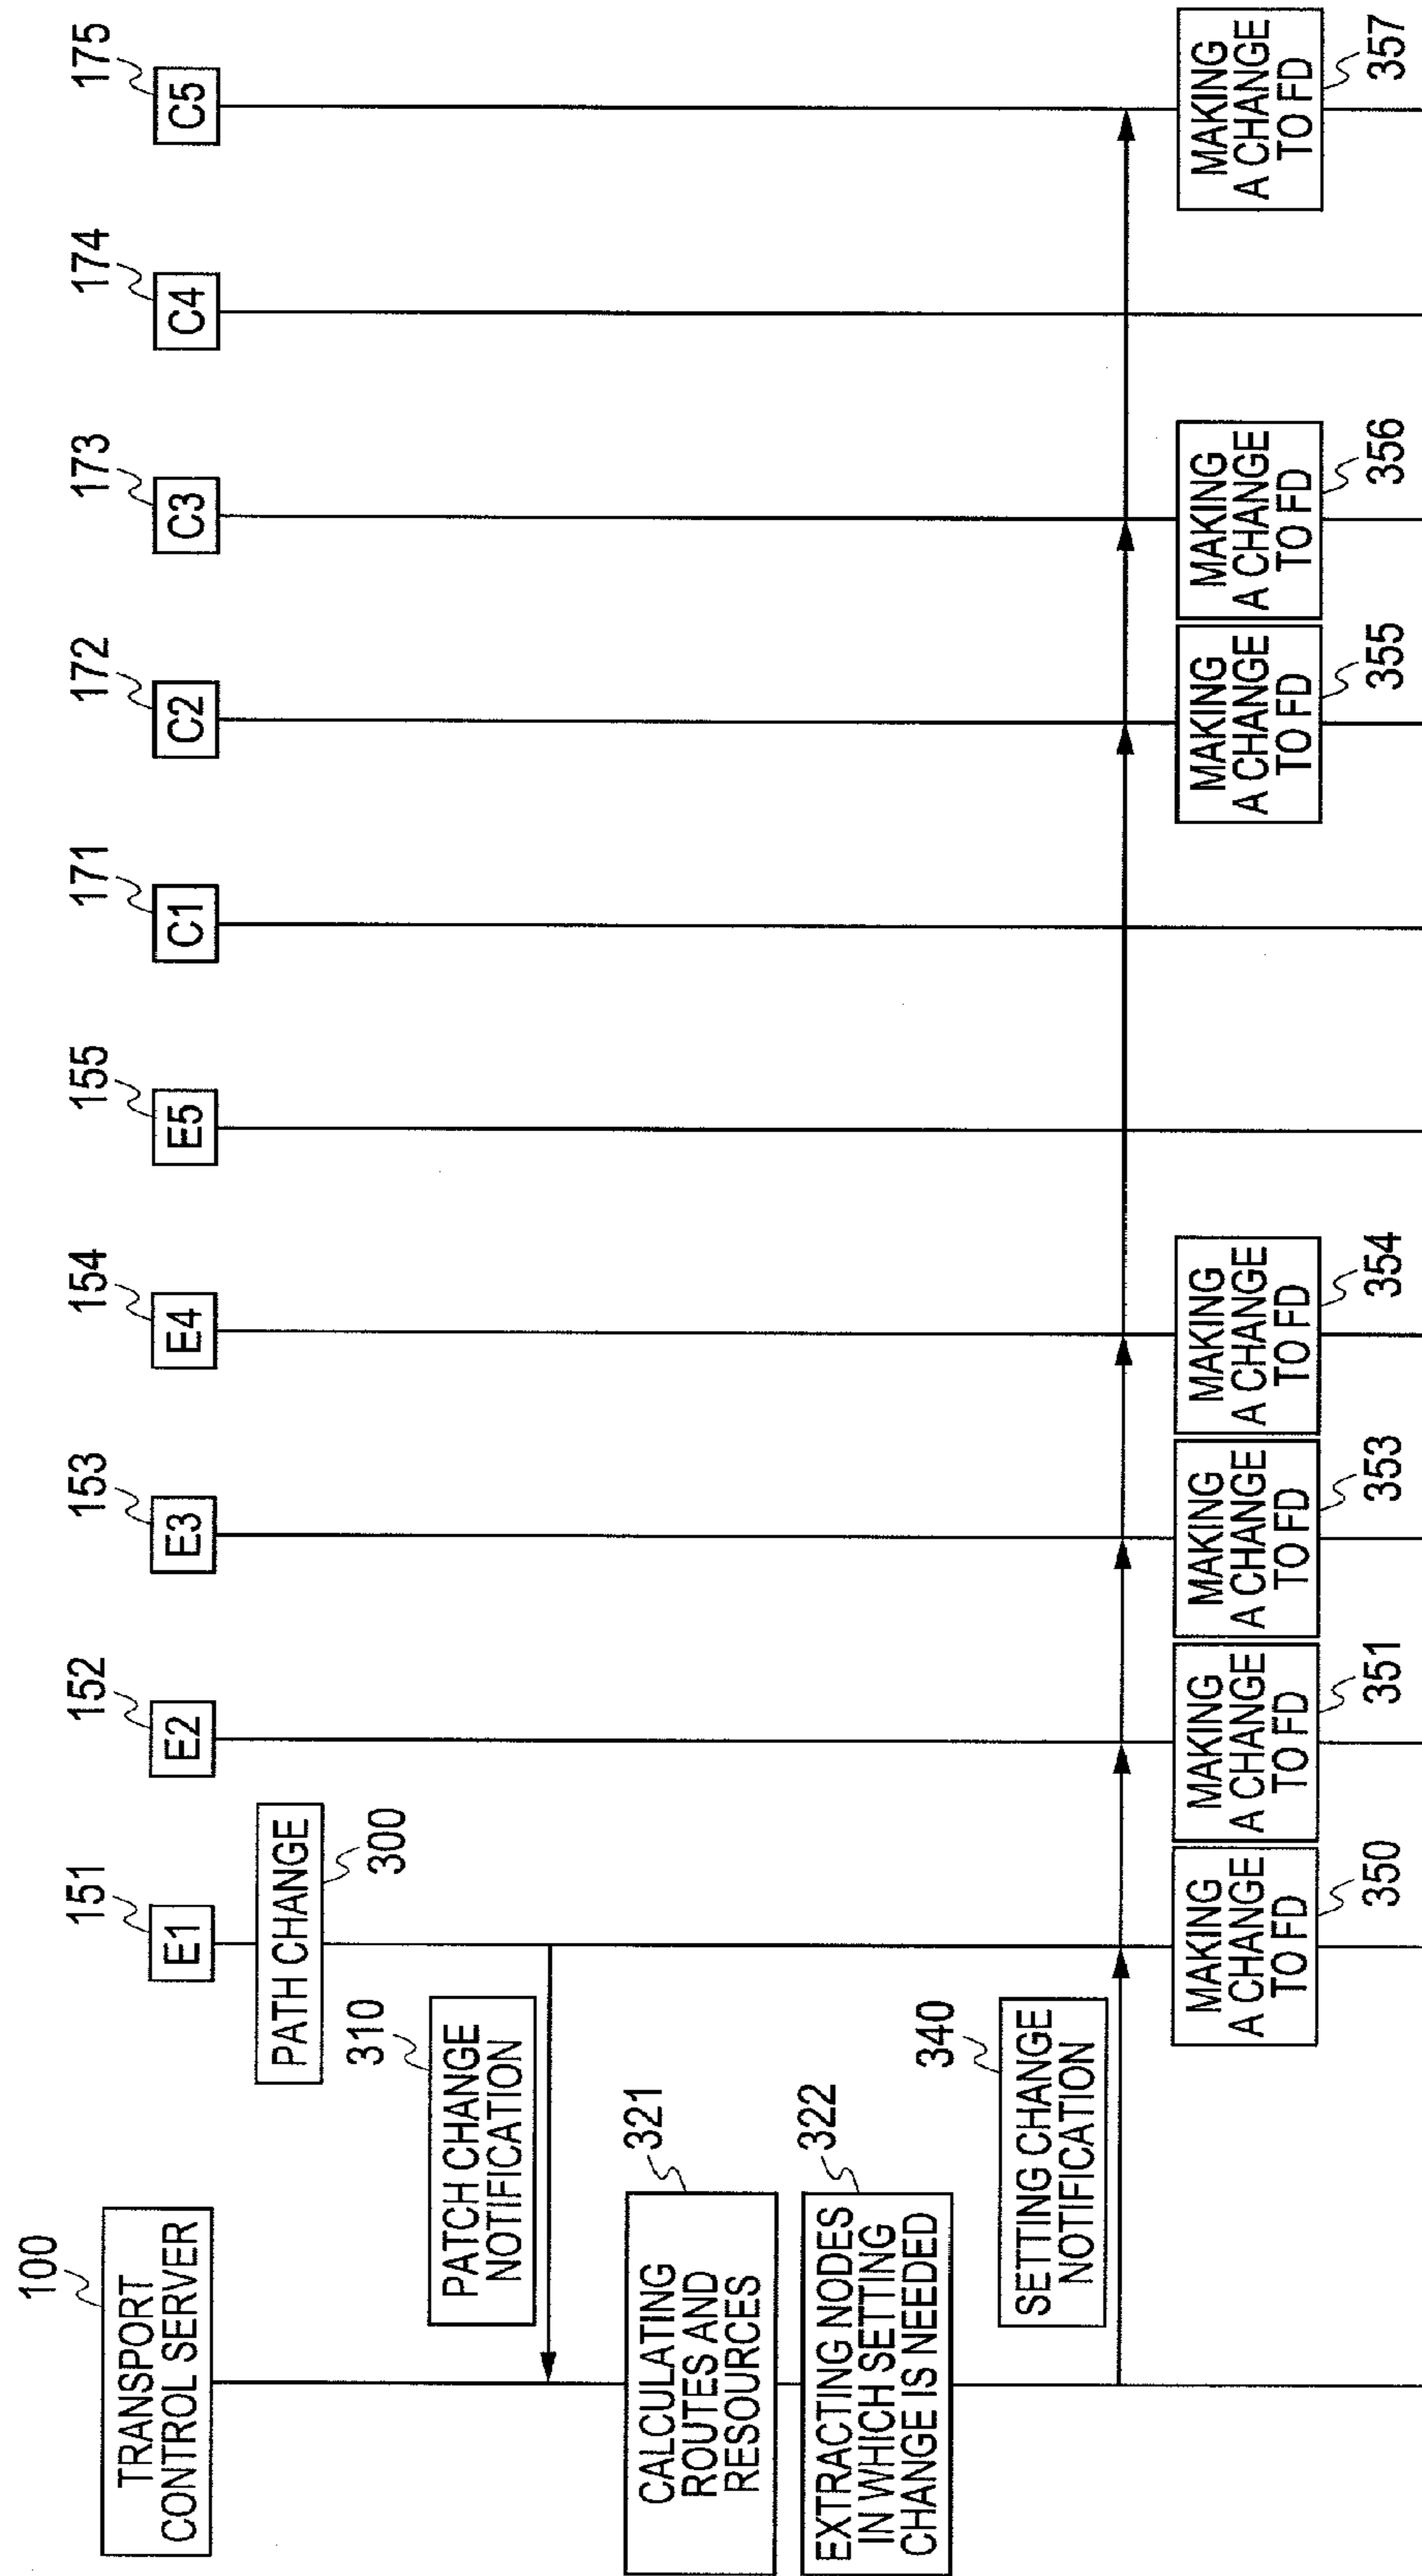 100
TRANSPORT
CONTROL SERVER
151
E1
152
E2
153
E3
154
E4
155
E5
171
C1
172
C2
173
C3
174
C4
175
C5
PATH CHANGE
300
310
PATCH CHANGE
NOTIFICATION
CALCULATING
ROUTES AND
RESOURCES
321
EXTRACTING NODES
IN WHICH SETTING
CHANGE IS NEEDED
322
340
SETTING CHANGE
NOTIFICATION
MAKING
A CHANGE
TO FD
350
MAKING
A CHANGE
TO FD
351
MAKING
A CHANGE
TO FD
353
MAKING
A CHANGE
TO FD
354
MAKING
A CHANGE
TO FD
355
MAKING
A CHANGE
TO FD
356
MAKING
A CHANGE
TO FD
357